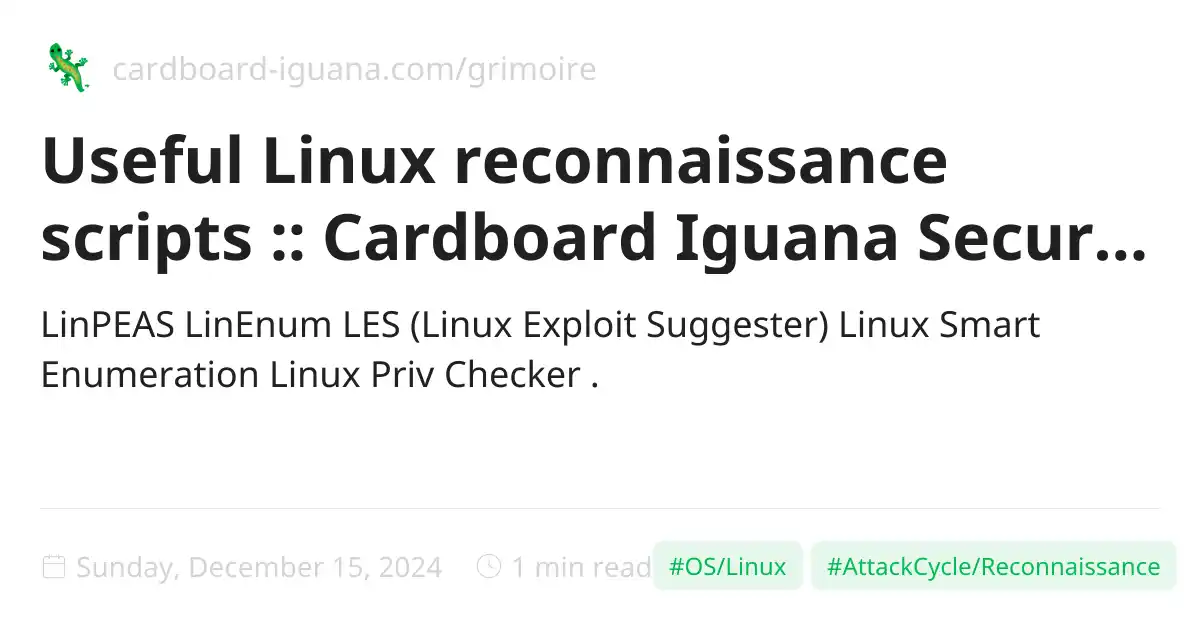 cardboard-iguana.com/grimoire
Useful Linux reconnaissance
scripts :: Cardboard Iguana Secur...
LinPEAS LinEnum LES (Linux Exploit Suggester) Linux Smart
Enumeration Linux Priv Checker .
Sunday, December 15, 2024 1 min read #OS/Linux #AttackCycle/Reconnaissance